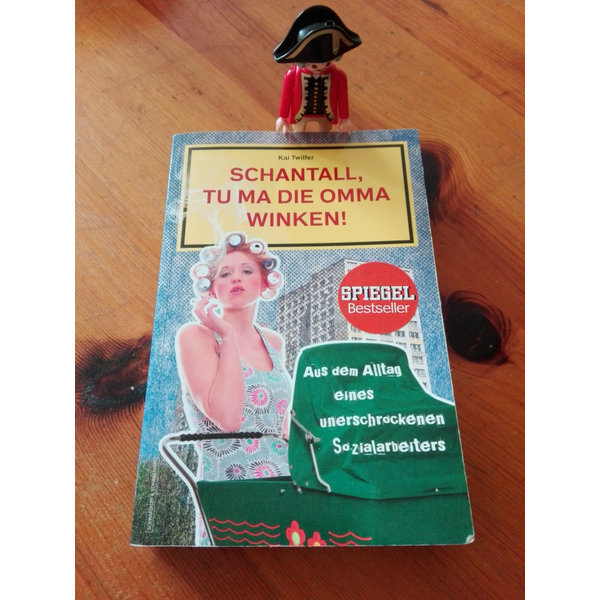 Kai Twilfer
SCHANTALL,
TU MA DIE OMMA
WINKEN!
SPIEGEL
Bestseller
Aus dem Alltag
eines
unerschrockenen
Sozialarbeiters